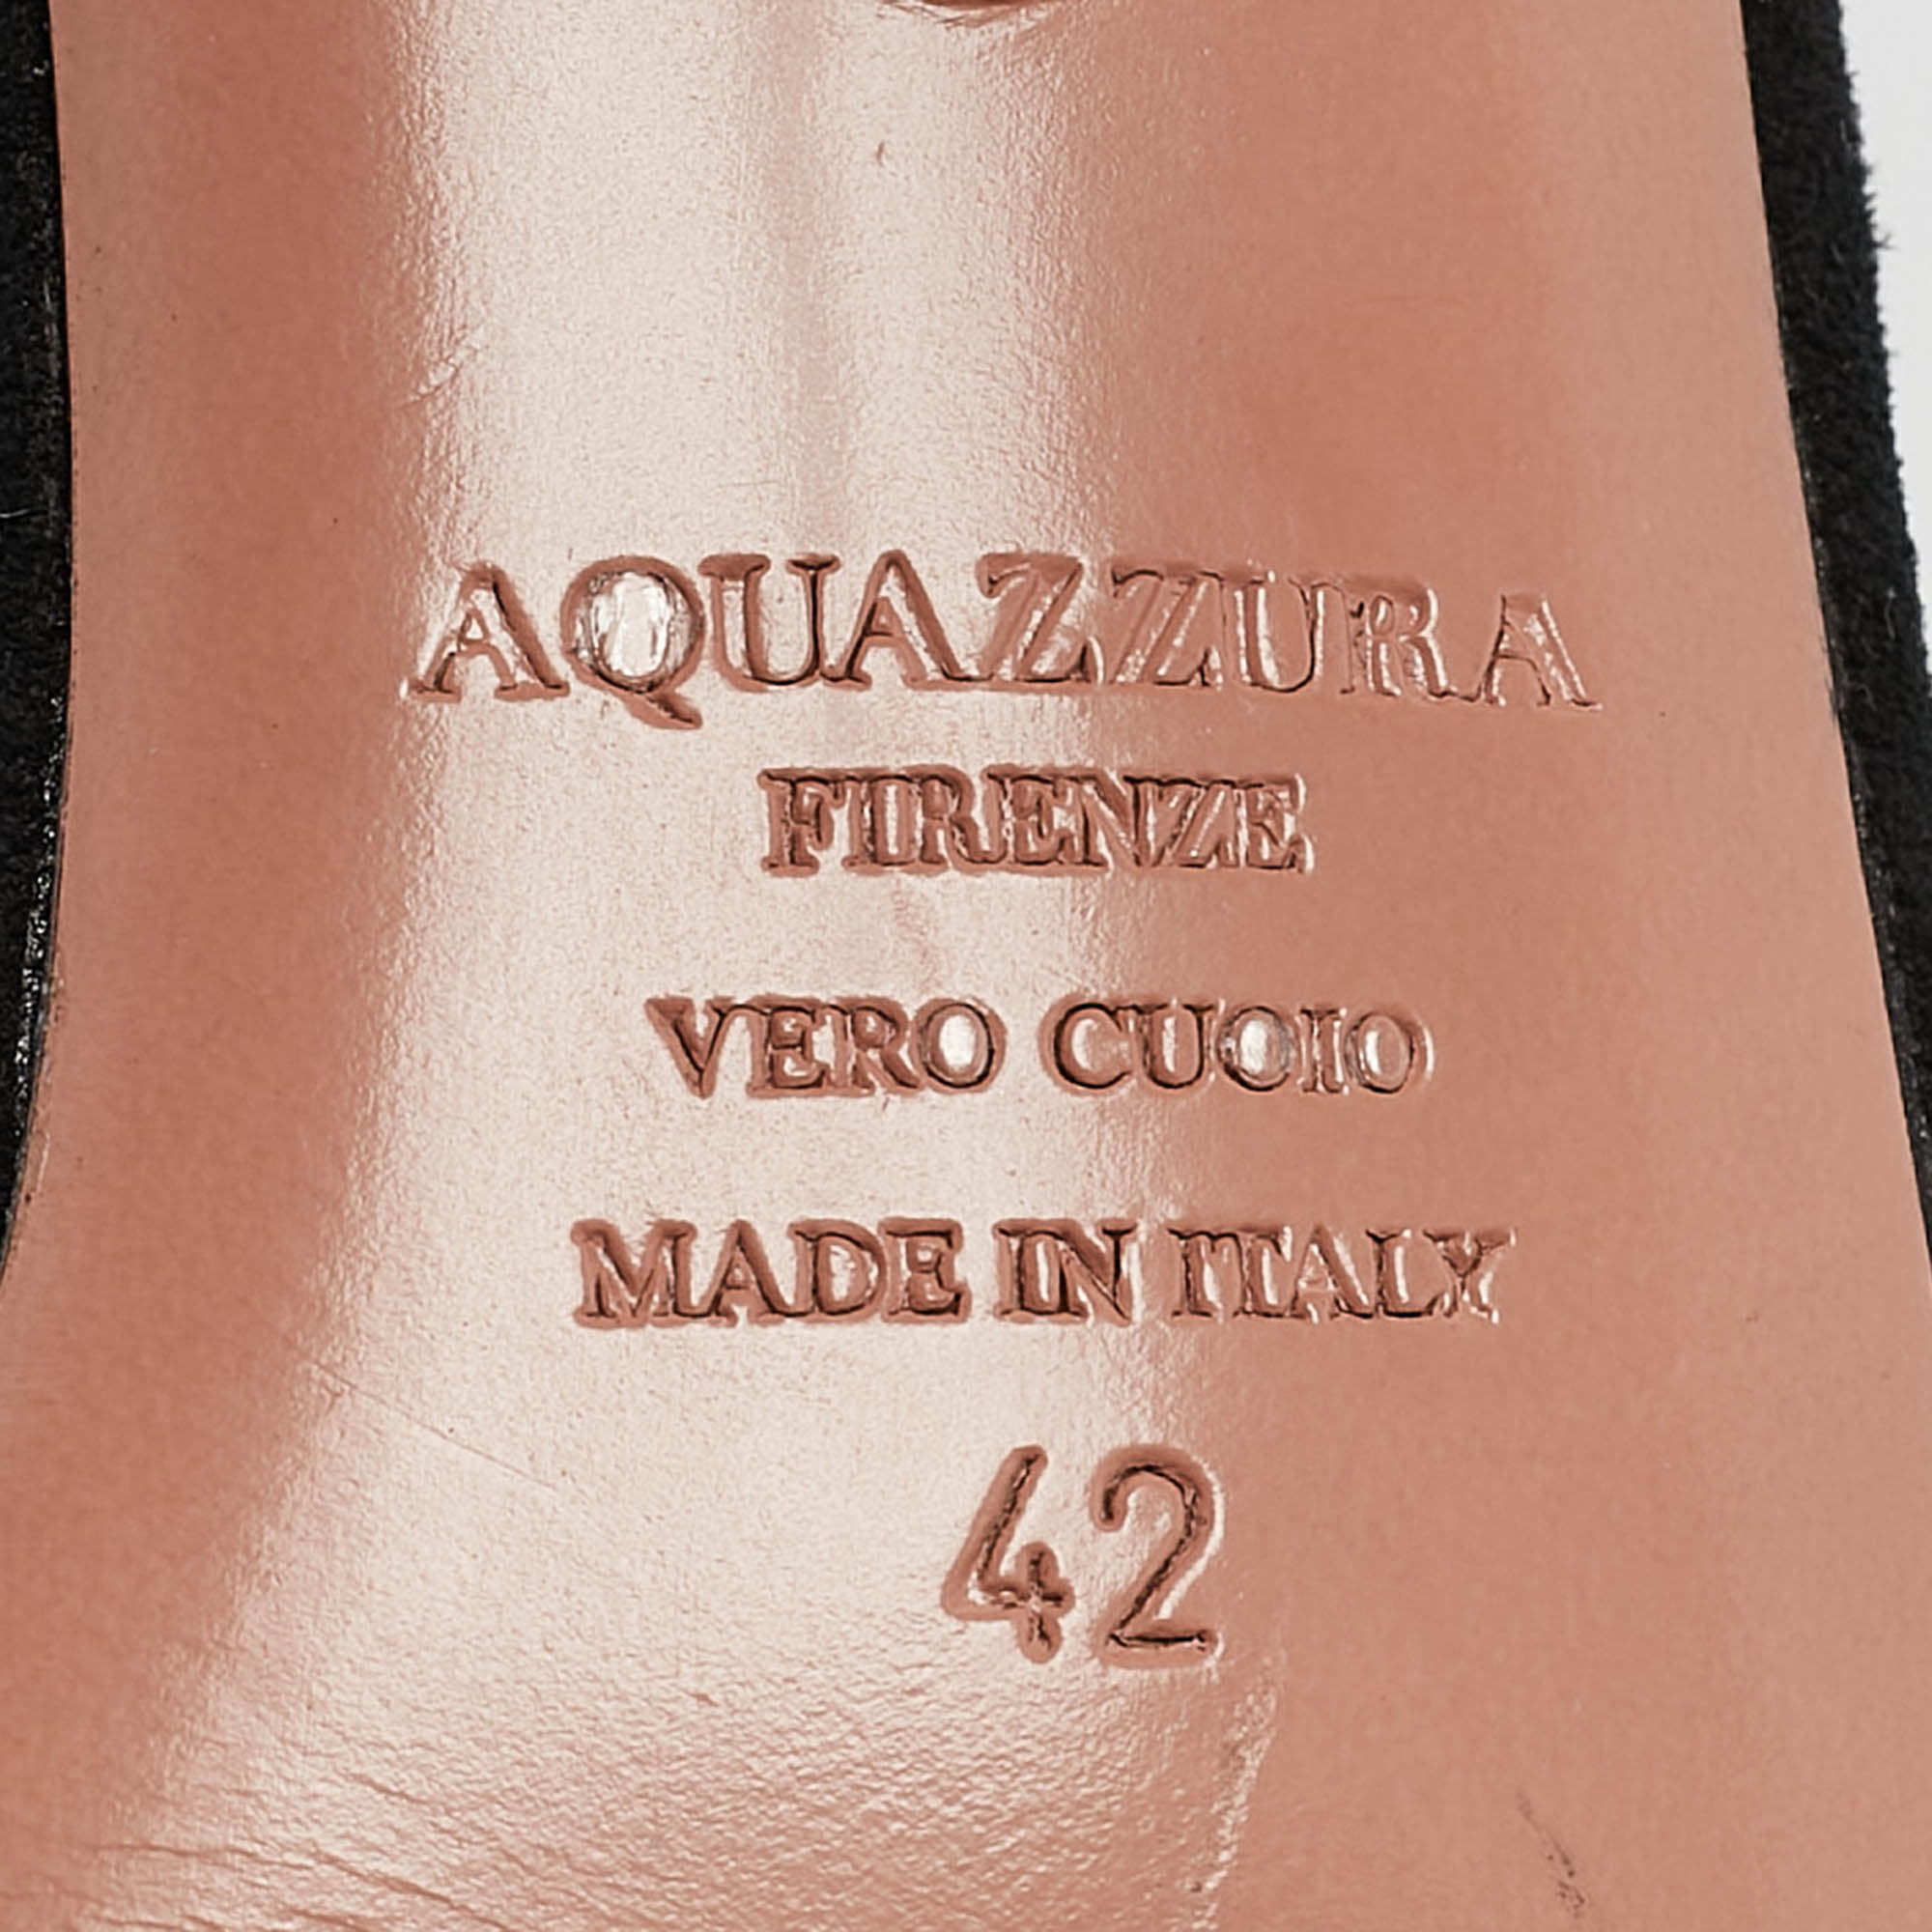 AQUAZZURA
FIRENZE
VERO CUOIO
MADE IN ITALY
42